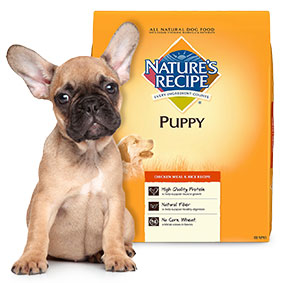 ALL NATURAL DOG FOOD
NATURE'S
RECIPE
EVERY INGREDIENT COUNTS
PUPPY
CHICKEN MEAL & RICE RECIPE
High Quality Protein
Natural Fiber
No Corn, Wheat